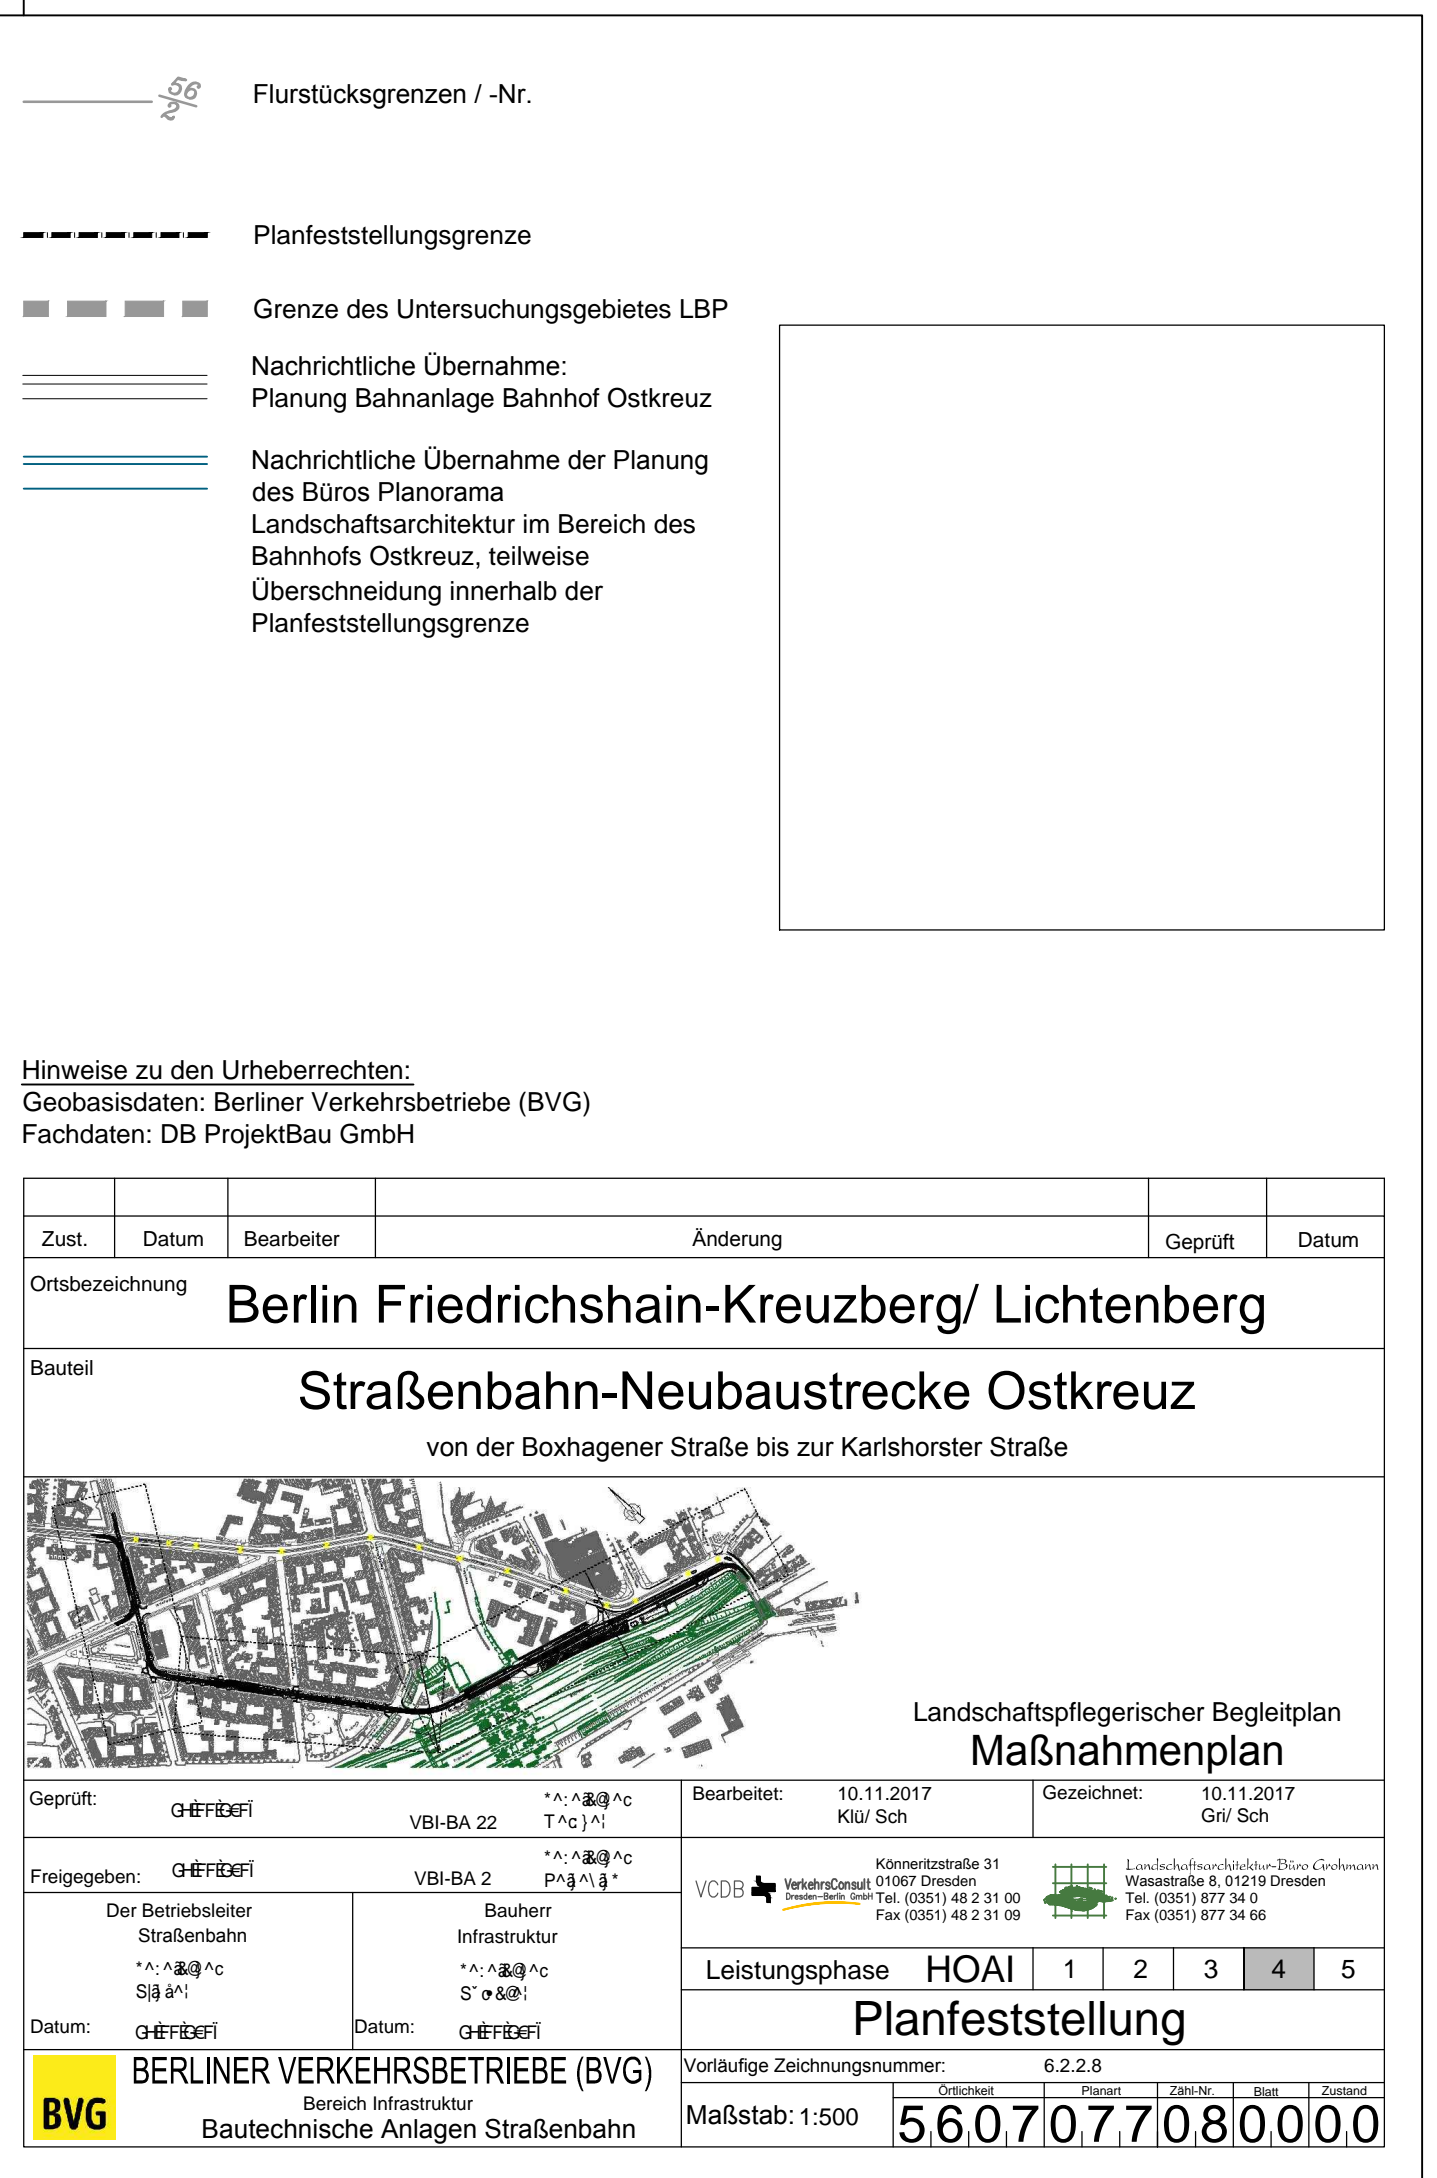 56
2
Flurstücksgrenzen / -Nr.
Planfeststellungsgrenze
Grenze des Untersuchungsgebietes LBP
Nachrichtliche Übernahme:
Planung Bahnanlage Bahnhof Ostkreuz
Nachrichtliche Übernahme der Planung
des Büros Planorama
Landschaftsarchitektur im Bereich des
Bahnhofs Ostkreuz, teilweise
Überschneidung innerhalb der
Planfeststellungsgrenze
Hinweise zu den Urheberrechten:
Geobasisdaten: Berliner Verkehrsbetriebe (BVG)
Fachdaten: DB ProjektBau GmbH
Zust. Datum Bearbeiter Änderung Geprüft Datum
Ortsbezeichnung
Berlin Friedrichshain-Kreuzberg/ Lichtenberg
Bauteil
Straßenbahn-Neubaustrecke Ostkreuz
von der Boxhagener Straße bis zur Karlshorster Straße
Landschaftspflegerischer Begleitplan
Maßnahmenplan
Geprüft:
VBI-BA 22
Bearbeitet: 10.11.2017
Klü/ Sch
Gezeichnet: 10.11.2017
Gri/ Sch
Freigegeben:
VBI-BA 2
VCDB VerkehrsConsult
Dresden-Berlin GmbH
Könneritzstraße 31
01067 Dresden
Tel. (0351) 48 2 31 00
Fax (0351) 48 2 31 09
Landschaftsarchitektur-Büro Grohmann
Wasastraße 8, 01219 Dresden
Tel. (0351) 877 34 0
Fax (0351) 877 34 66
Der Betriebsleiter
Straßenbahn
Bauherr
Infrastruktur
Datum:
Datum:
Leistungsphase HOAI 1 2 3 4 5
Planfeststellung
BVG
BERLINER VERKEHRSBETRIEBE (BVG)
Bereich Infrastruktur
Bautechnische Anlagen Straßenbahn
Vorläufige Zeichnungsnummer: 6.2.2.8
Maßstab: 1:500
Örtlichkeit Planart Zähl-Nr. Blatt Zustand
5607 077 08 00 00